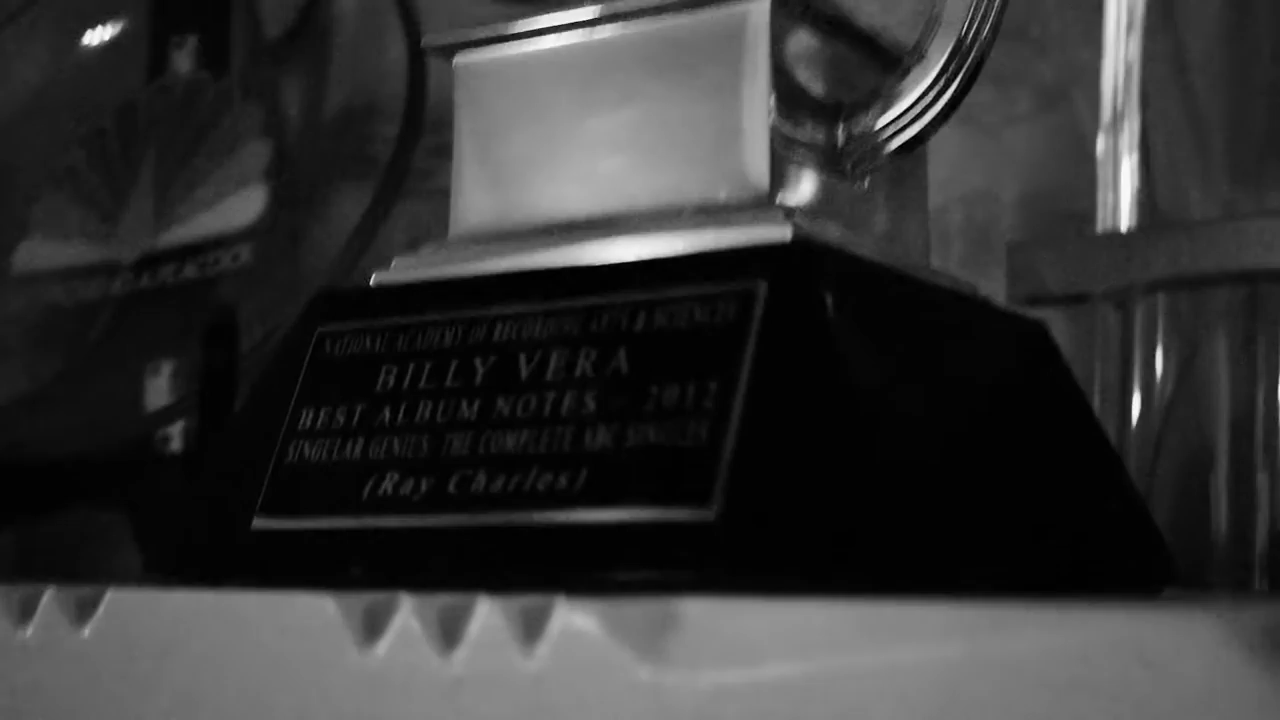 NATIONAL ACADEMY OF RECORDING ARTS & SCIENCES
BILLY VERA
BEST ALBUM NOTES - 2012
SINGULAR GENIUS: THE COMPLETE ABC SINGLES
(Ray Charles)